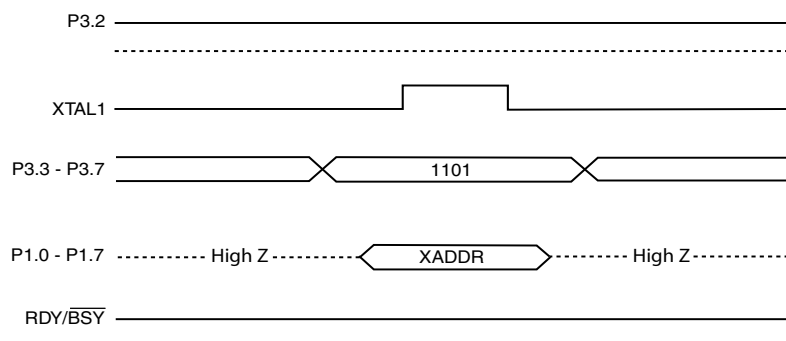 P3.2
XTAL1
P3.3 - P3.7 1101
P1.0 - P1.7 High Z XADDR High Z
RDY/BSY